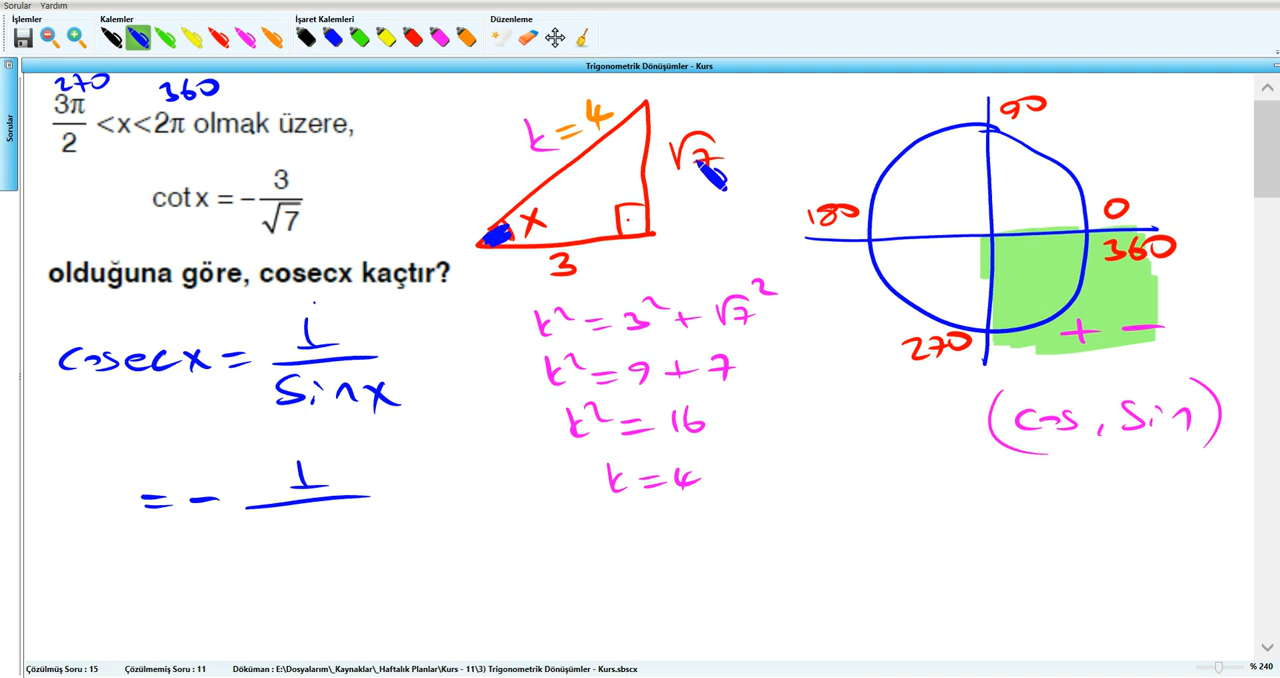 Sorular Yardım
İşlemler Kalemler İşaret Kalemleri Düzenleme
Trigonometrik Dönüşümler - Kurs
Sorular
270 360
3π/2 <x<2π olmak üzere,
cotx = -3/√7
olduğuna göre, cosecx kaçtır?
cosecx = 1/sinx
= - 1
k = 4
√7
x
3
k² = 3² + √7²
k² = 9 + 7
k² = 16
k = 4
90
180
0
360
270
+ -
(cos, sin)
Çözülmüş Soru : 15 Çözülmemiş Soru : 11 Döküman : E:\Dosyalarım\_Kaynaklar\_Haftalık Planlar\Kurs - 11\3) Trigonometrik Dönüşümler - Kurs.sbscx % 240